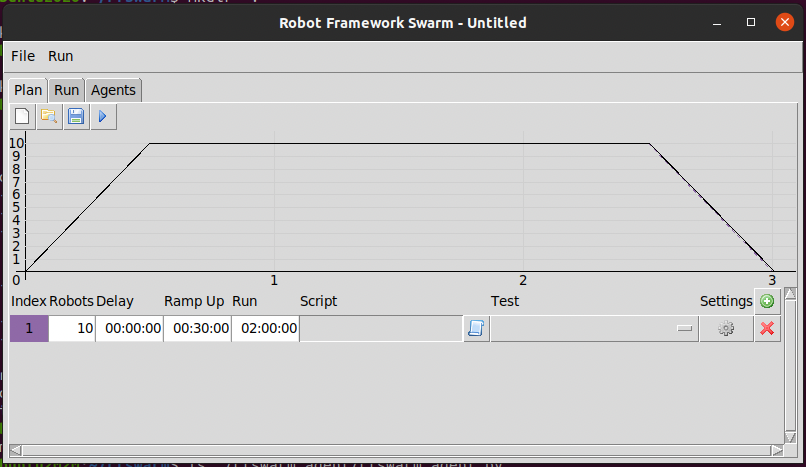 Robot Framework Swarm - Untitled
File Run
Plan Run Agents
10
9
8
7
6
5
4
3
2
1
0 1 2 3
Index Robots Delay Ramp Up Run Script Test Settings
1 10 00:00:00 00:30:00 02:00:00